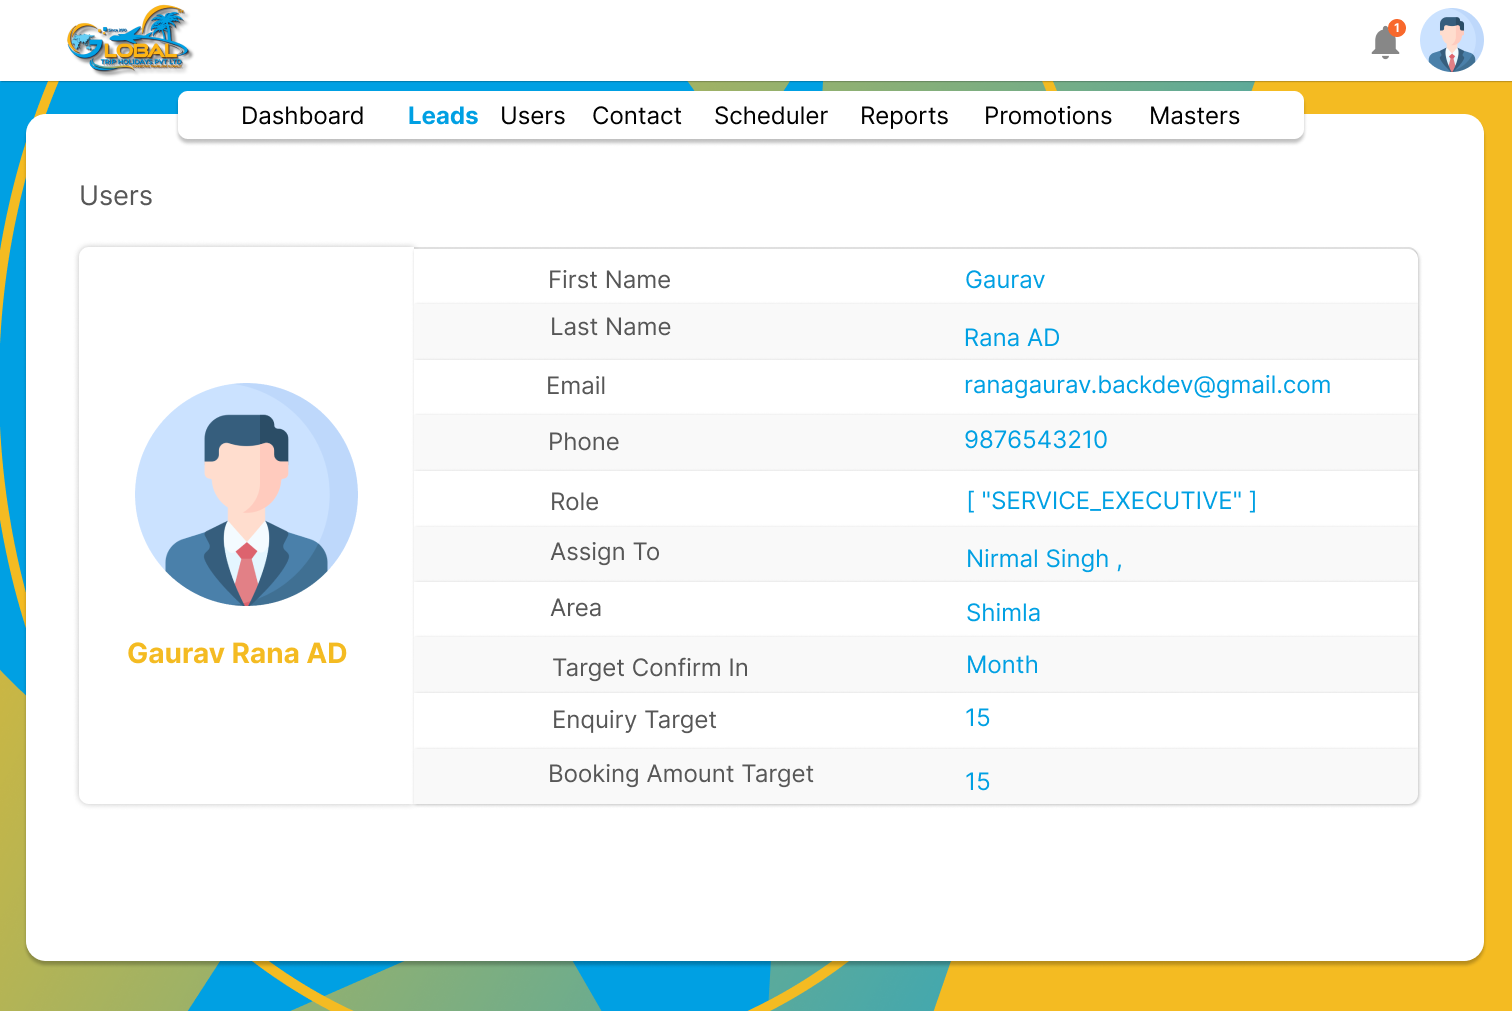 GLOBAL
TRIP HOLIDAYS PVT LTD
1
Dashboard Leads Users Contact Scheduler Reports Promotions Masters
Users
First Name Gaurav
Last Name Rana AD
Email ranagaurav.backdev@gmail.com
Phone 9876543210
Role [ "SERVICE_EXECUTIVE" ]
Assign To Nirmal Singh ,
Area Shimla
Gaurav Rana AD
Target Confirm In Month
Enquiry Target 15
Booking Amount Target 15